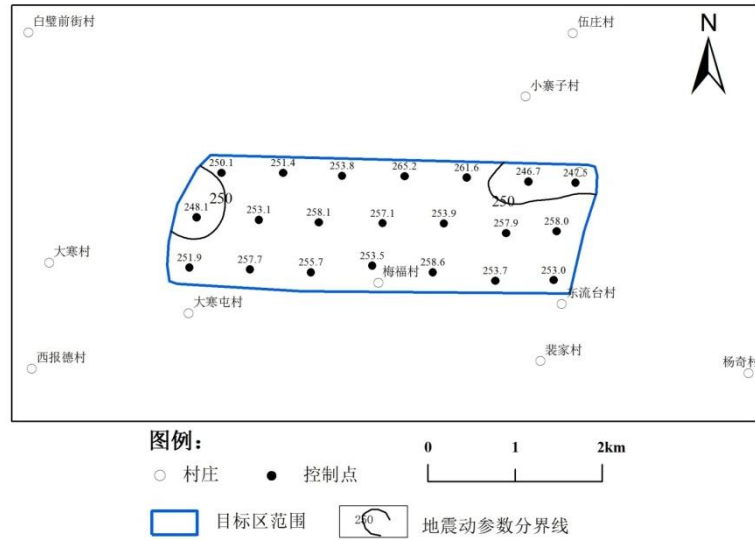 白璧前街村
伍庄村
N
小寨子村
250.1 251.4 253.8 265.2 261.6 246.7 247.5
250 250
248.1 253.1 258.1 257.1 253.9 257.9 258.0
大寒村
251.9 257.7 255.7 253.5 258.6 253.7 253.0
梅福村
大寒屯村
东流台村
西报德村
裴家村
杨奇村
图例：
0 1 2km
村庄 控制点
目标区范围 250 地震动参数分界线